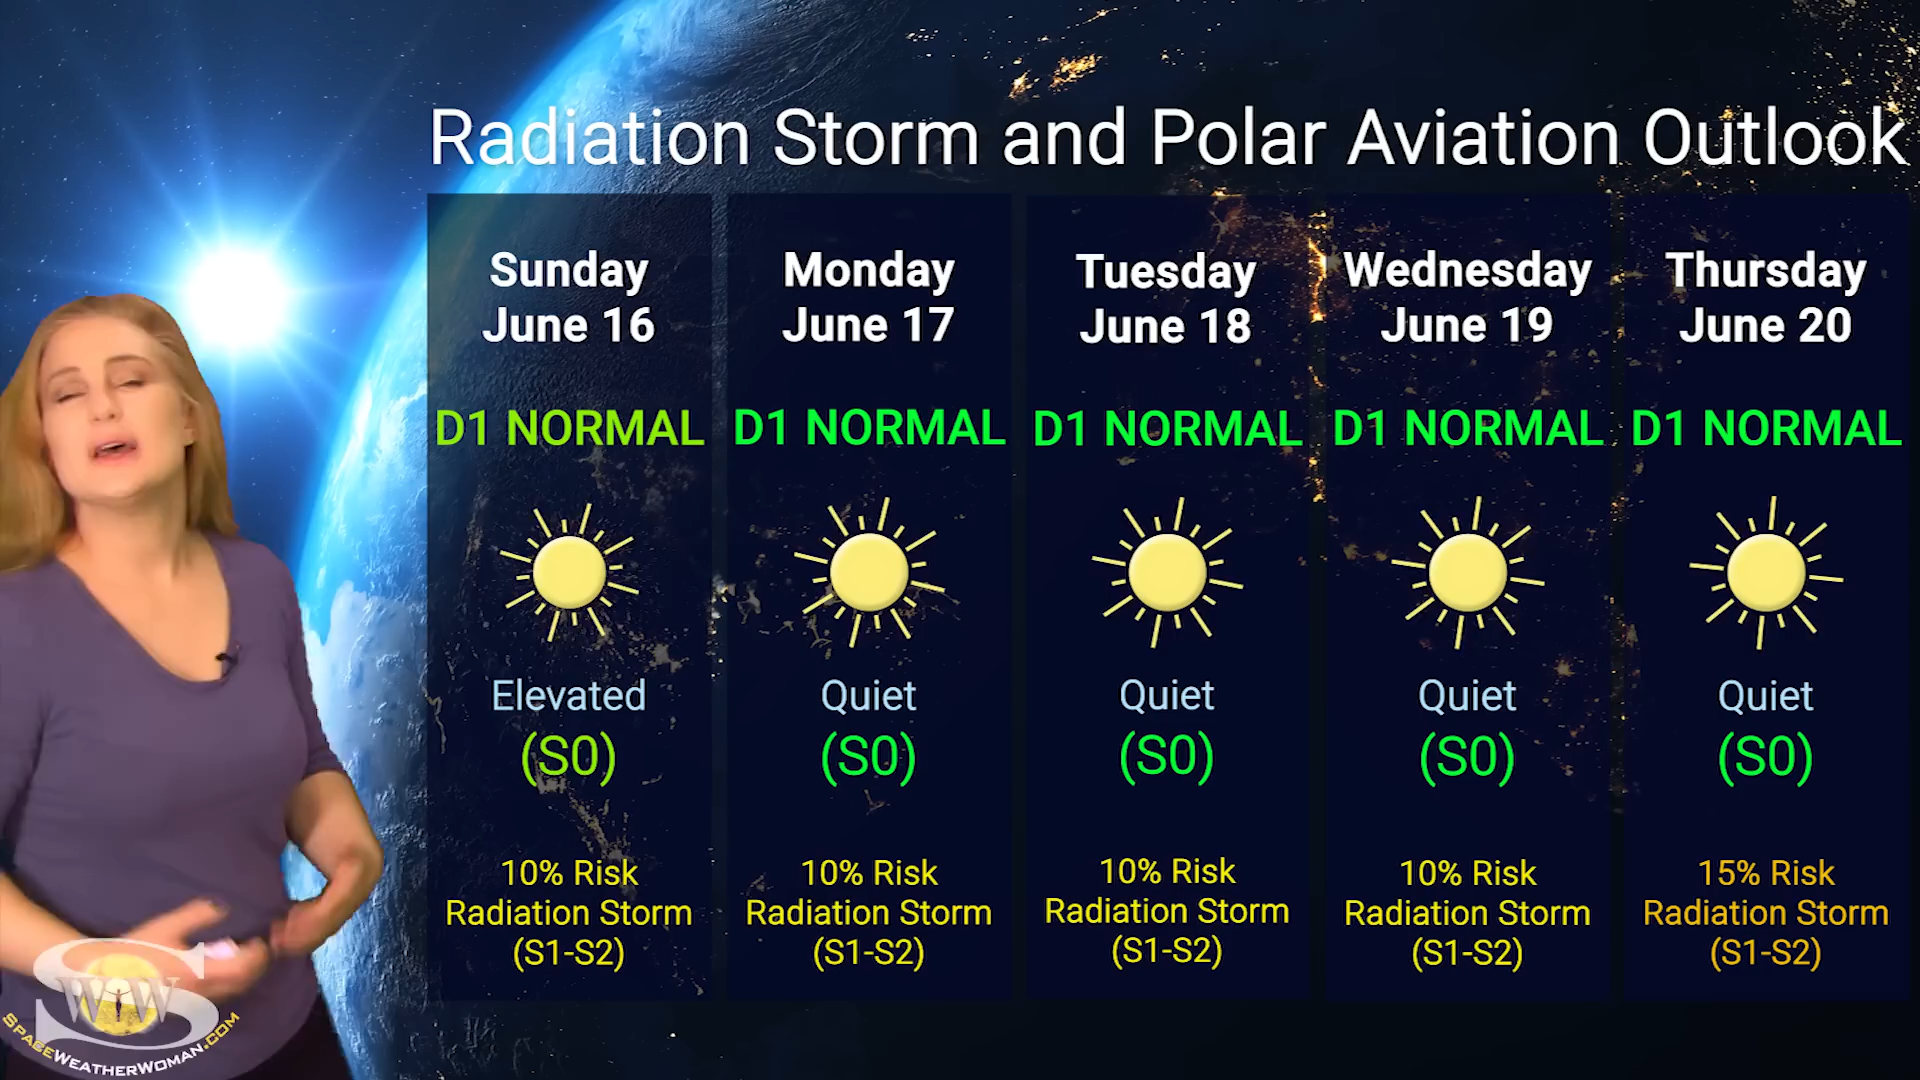 Radiation Storm and Polar Aviation Outlook
Sunday
June 16
D1 NORMAL
Elevated
(S0)
10% Risk
Radiation Storm
(S1-S2)
Monday
June 17
D1 NORMAL
Quiet
(S0)
10% Risk
Radiation Storm
(S1-S2)
Tuesday
June 18
D1 NORMAL
Quiet
(S0)
10% Risk
Radiation Storm
(S1-S2)
Wednesday
June 19
D1 NORMAL
Quiet
(S0)
10% Risk
Radiation Storm
(S1-S2)
Thursday
June 20
D1 NORMAL
Quiet
(S0)
15% Risk
Radiation Storm
(S1-S2)
SWW
SPACEWEATHERWOMAN.COM